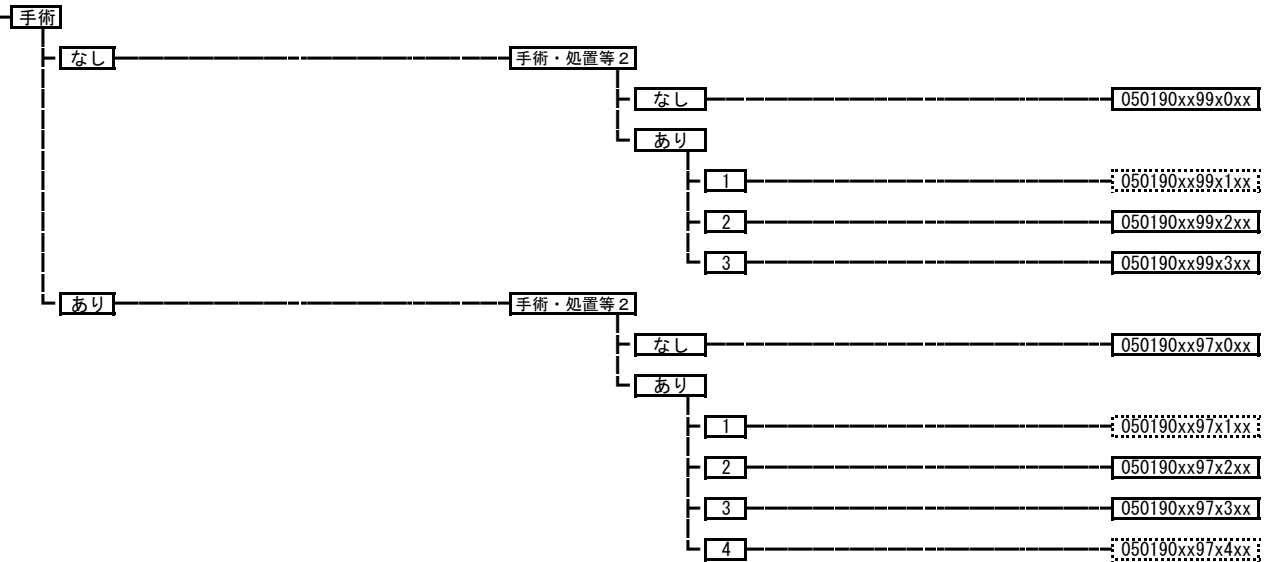 手術
なし 手術・処置等2
なし 050190xx99x0xx
あり
1 050190xx99x1xx
2 050190xx99x2xx
3 050190xx99x3xx
あり 手術・処置等2
なし 050190xx97x0xx
あり
1 050190xx97x1xx
2 050190xx97x2xx
3 050190xx97x3xx
4 050190xx97x4xx